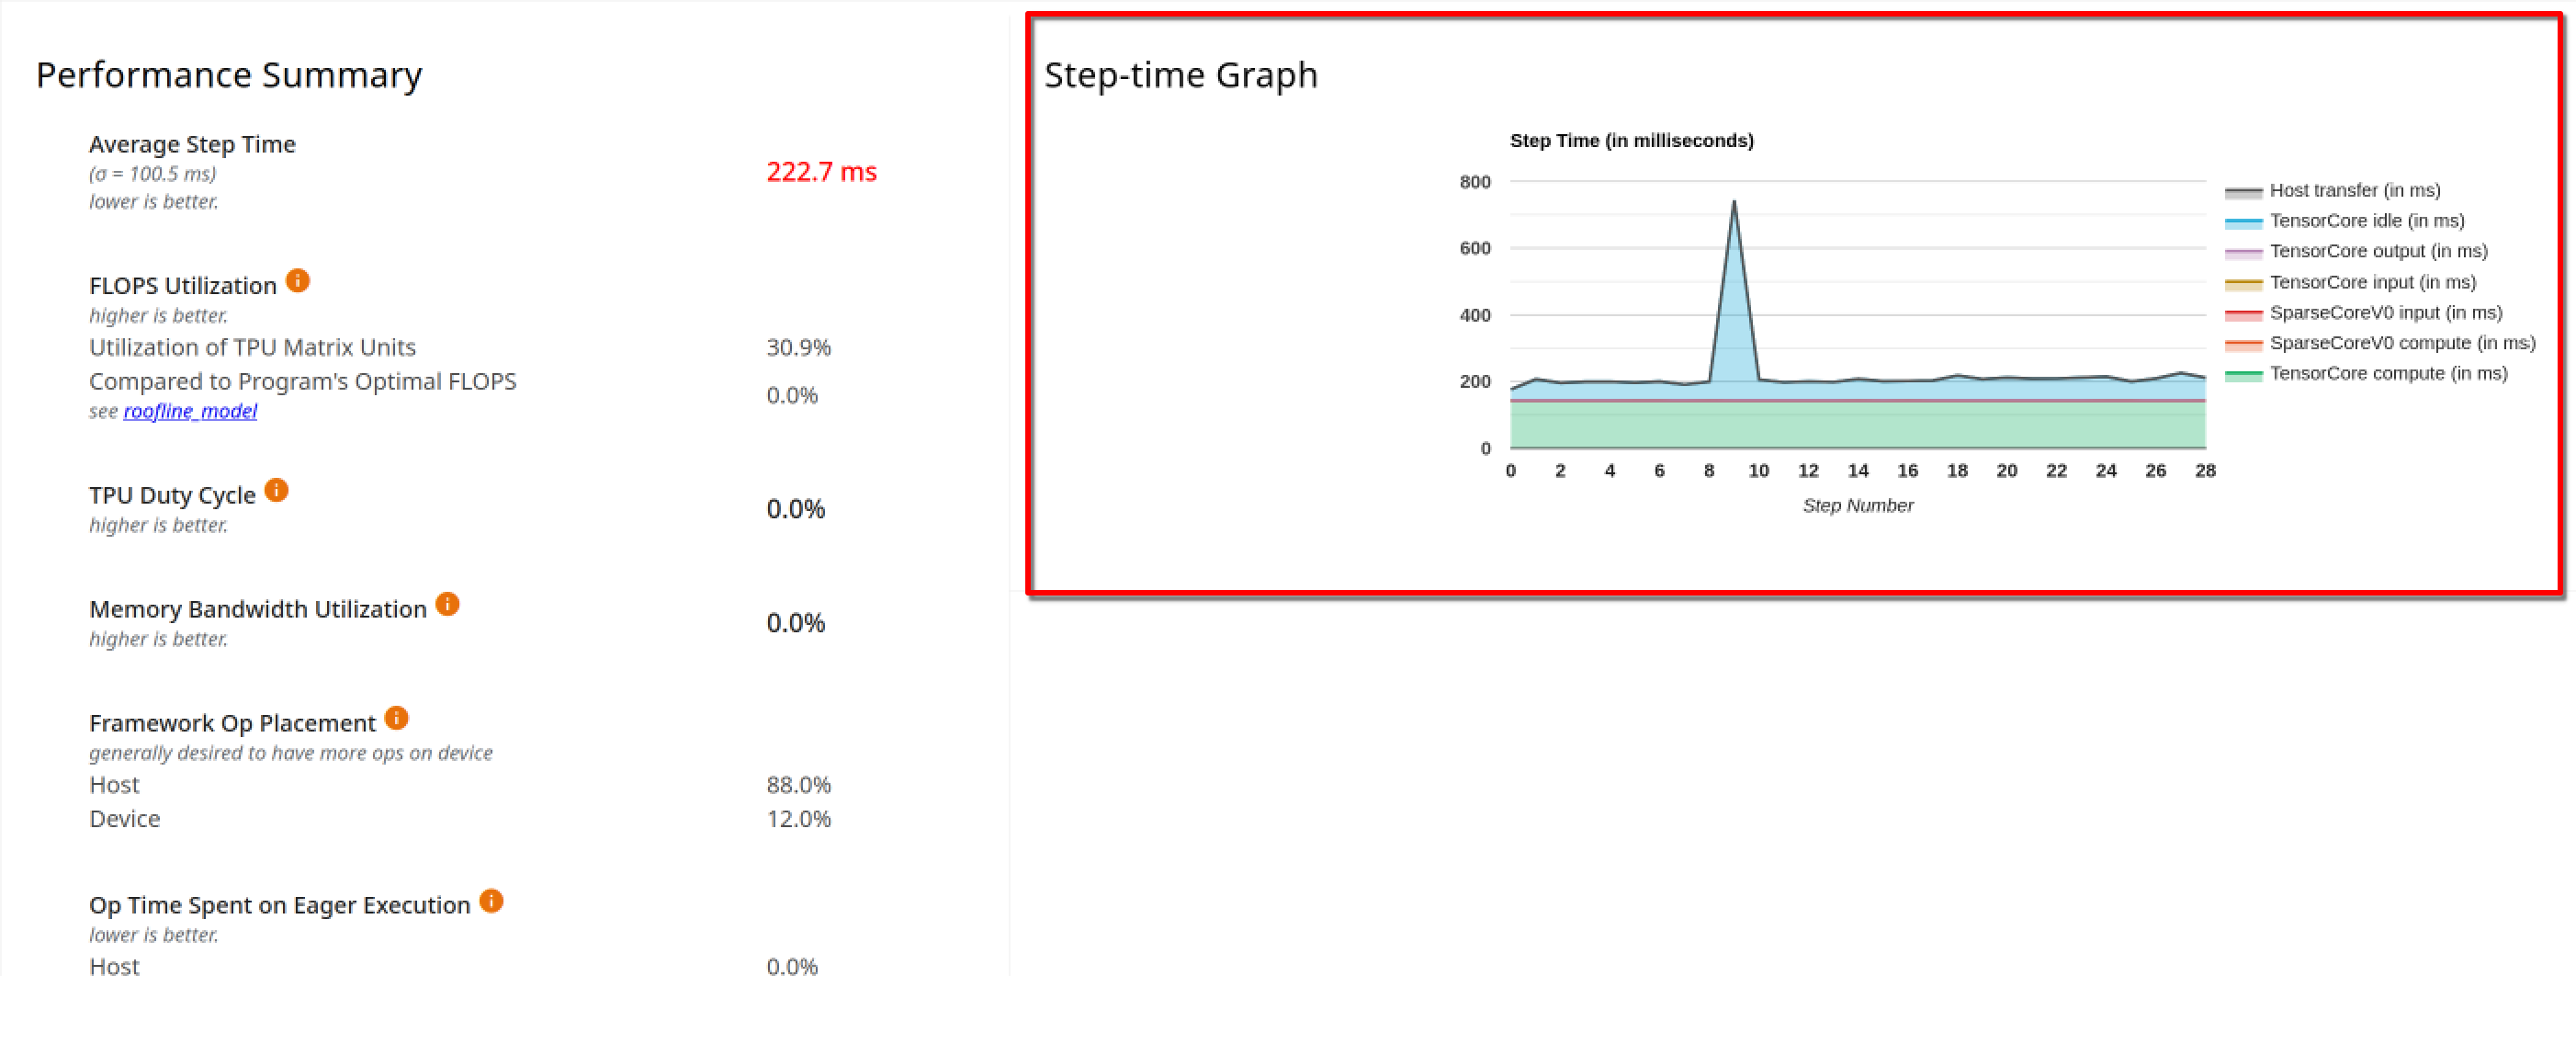 Performance Summary
Average Step Time
(σ = 100.5 ms)
lower is better.
222.7 ms
FLOPS Utilization
higher is better.
Utilization of TPU Matrix Units 30.9%
Compared to Program's Optimal FLOPS
see roofline_model
0.0%
TPU Duty Cycle
higher is better.
0.0%
Memory Bandwidth Utilization
higher is better.
0.0%
Framework Op Placement
generally desired to have more ops on device
Host 88.0%
Device 12.0%
Op Time Spent on Eager Execution
lower is better.
Host 0.0%
Step-time Graph
Step Time (in milliseconds)
800
600
400
200
0
0 2 4 6 8 10 12 14 16 18 20 22 24 26 28
Step Number
Host transfer (in ms)
TensorCore idle (in ms)
TensorCore output (in ms)
TensorCore input (in ms)
SparseCoreV0 input (in ms)
SparseCoreV0 compute (in ms)
TensorCore compute (in ms)